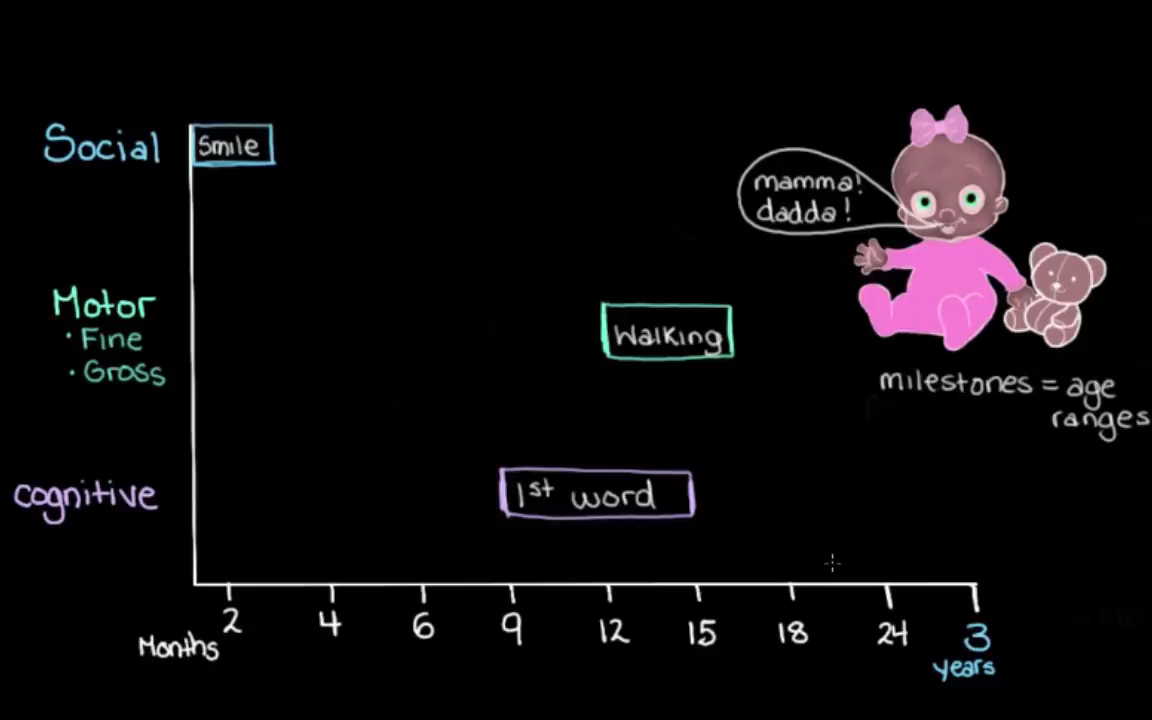 Social
Smile
mamma!
dadda!
Motor
• Fine
• Gross
Walking
milestones = age
ranges
cognitive
1st word
2 4 6 9 12 15 18 24 3
Months
years